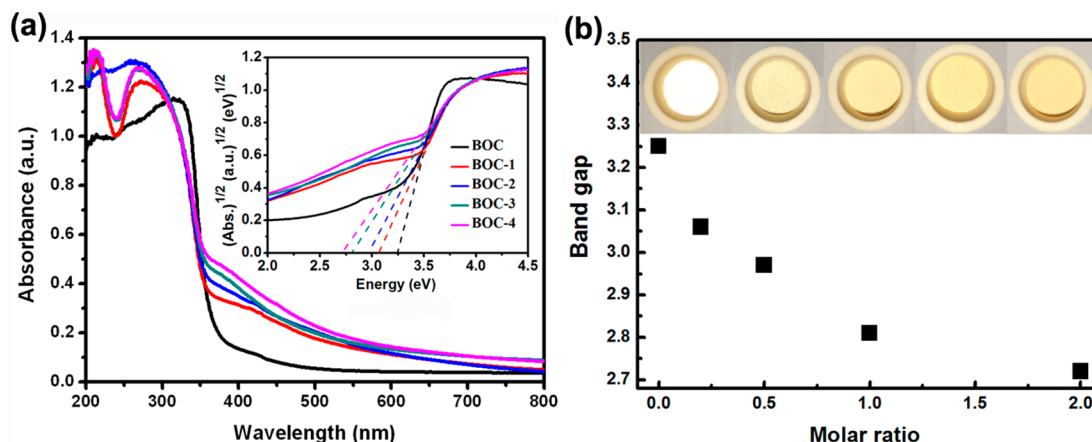 (a)
Absorbance (a.u.)
1.4
1.2
1.0
0.8
0.6
0.4
0.2
0.0
200 300 400 500 600 700 800
Wavelength (nm)
(Abs.)^1/2 (a.u.)^1/2 (eV)^1/2
1.2
1.0
0.8
0.6
0.4
0.2
0.0
2.0 2.5 3.0 3.5 4.0 4.5
Energy (eV)
BOC
BOC-1
BOC-2
BOC-3
BOC-4
(b)
Band gap
3.5
3.4
3.3
3.2
3.1
3.0
2.9
2.8
2.7
0.0 0.5 1.0 1.5 2.0
Molar ratio